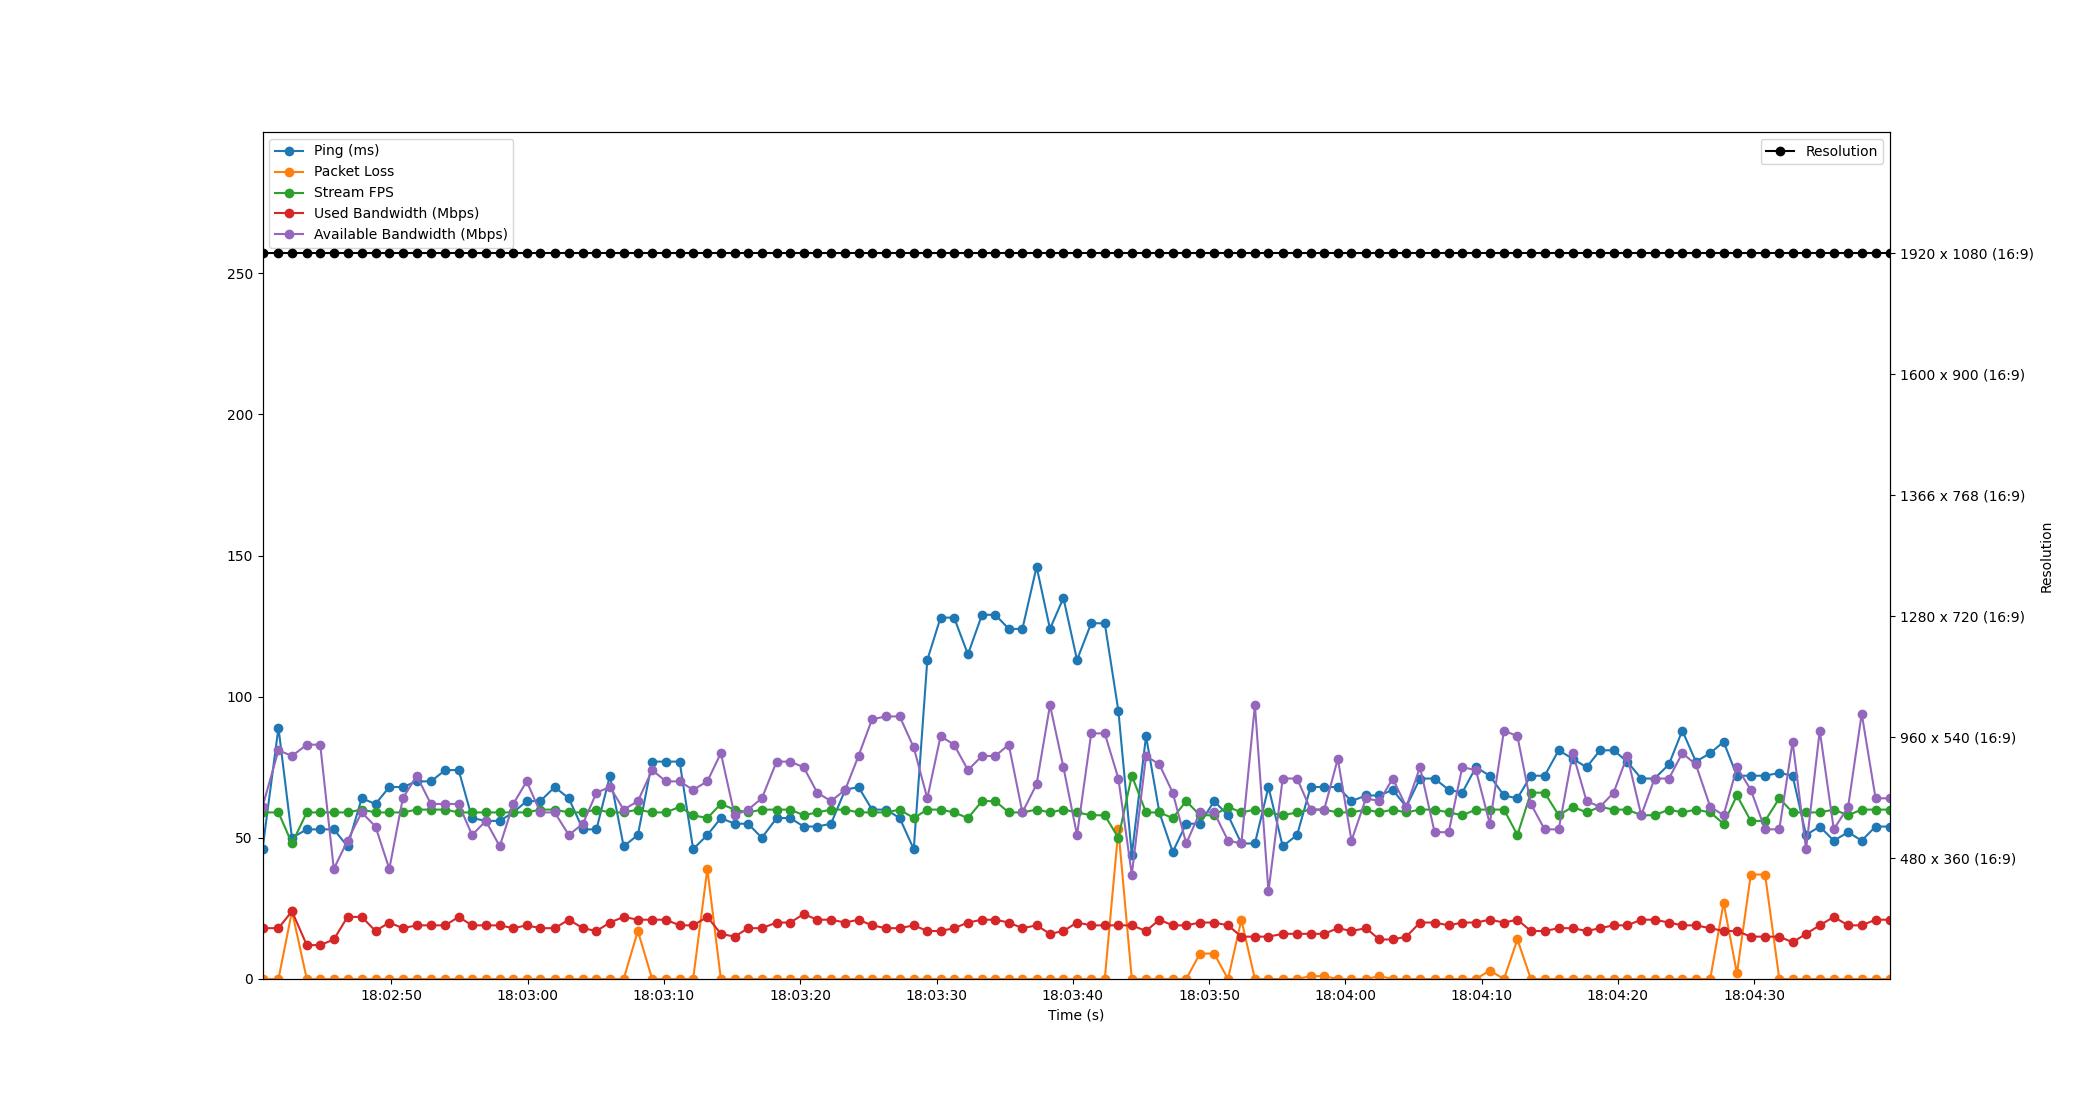 Ping (ms)
Packet Loss
Stream FPS
Used Bandwidth (Mbps)
Available Bandwidth (Mbps)
Resolution
250
200
150
100
50
0
1920 x 1080 (16:9)
1600 x 900 (16:9)
1366 x 768 (16:9)
1280 x 720 (16:9)
960 x 540 (16:9)
480 x 360 (16:9)
Resolution
18:02:50 18:03:00 18:03:10 18:03:20 18:03:30 18:03:40 18:03:50 18:04:00 18:04:10 18:04:20 18:04:30
Time (s)